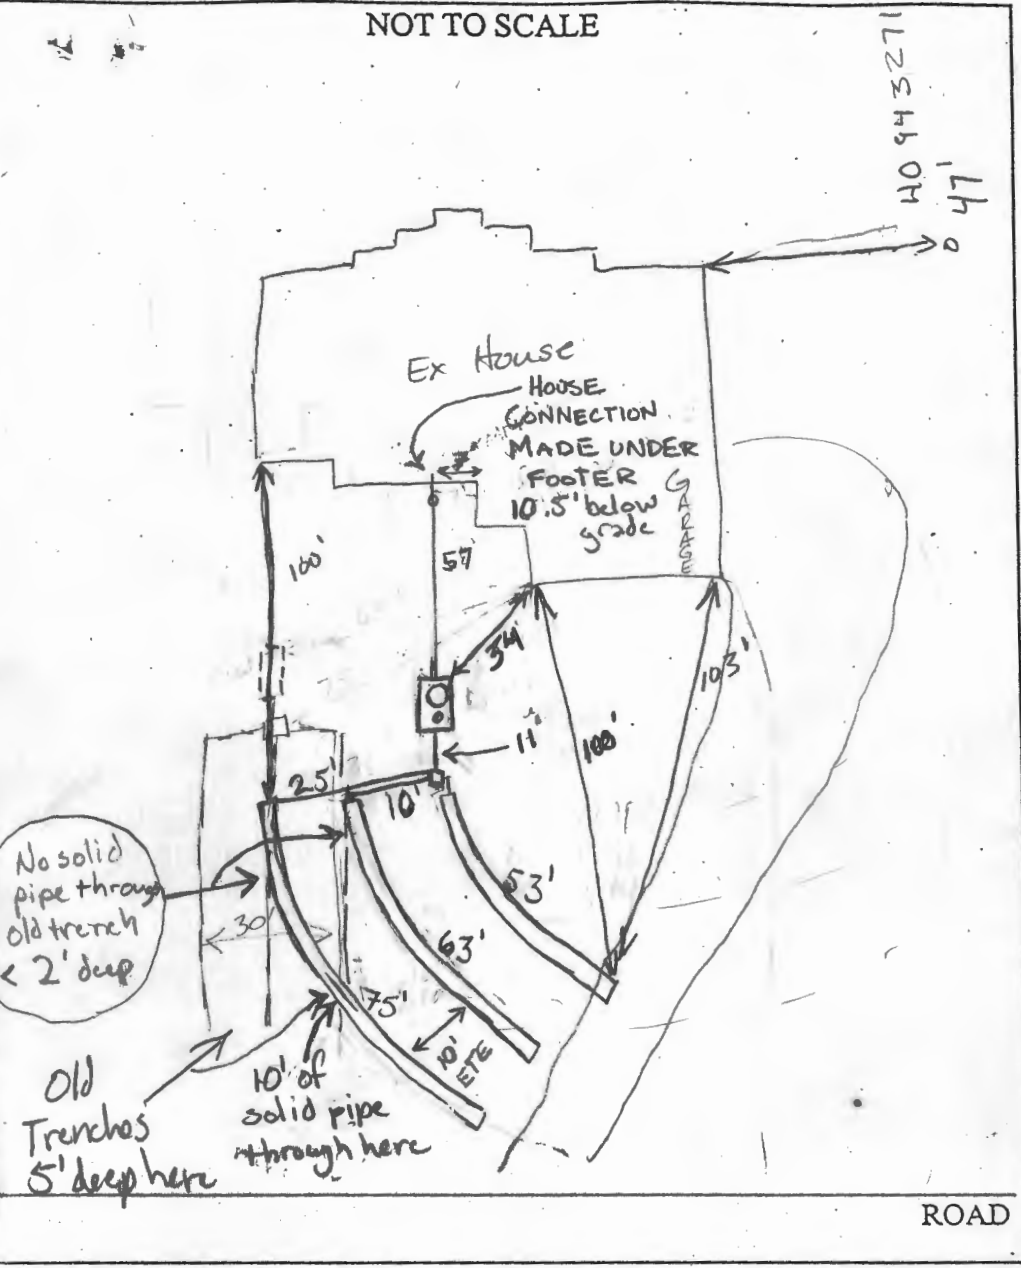 NOT TO SCALE
HO943271
47'
Ex House
HOUSE
CONNECTION
MADE UNDER
FOOTER
10.5' below
grade
7'
GARAGE
100'
57'
34'
103'
11'
100'
25'
10'
53'
No solid
pipe through
old trench
< 2' deep
30'
63'
75'
10'
ETE
Old
Trenches
5' deep here
10' of
solid pipe
through here
ROAD